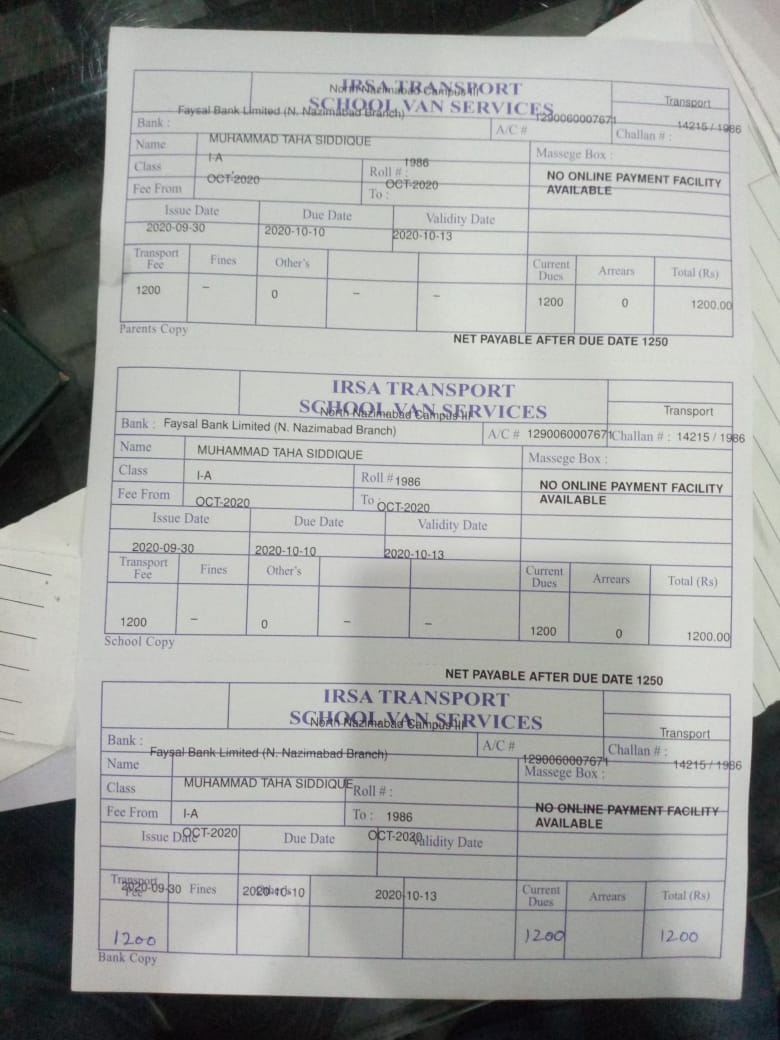 IRSA TRANSPORT
North Nazimabad Campus III
SCHOOL VAN SERVICES
Transport
Bank : Faysal Bank Limited (N. Nazimabad Branch) A/C # 1290060007671 Challan # : 14215 / 1986
Name MUHAMMAD TAHA SIDDIQUE Massege Box :
Class I-A Roll # : 1986 NO ONLINE PAYMENT FACILITY
Fee From OCT-2020 To : OCT-2020 AVAILABLE
Issue Date Due Date Validity Date
2020-09-30 2020-10-10 2020-10-13
Transport Fee Fines Other's Current Dues Arrears Total (Rs)
1200 – 0 – – 1200 0 1200.00
Parents Copy NET PAYABLE AFTER DUE DATE 1250
IRSA TRANSPORT
SCHOOL VAN SERVICES
North Nazimabad Campus III
Transport
Bank : Faysal Bank Limited (N. Nazimabad Branch) A/C # 1290060007671 Challan # : 14215 / 1986
Name MUHAMMAD TAHA SIDDIQUE Massege Box :
Class I-A Roll # 1986 NO ONLINE PAYMENT FACILITY
Fee From OCT-2020 To : OCT-2020 AVAILABLE
Issue Date Due Date Validity Date
2020-09-30 2020-10-10 2020-10-13
Transport Fee Fines Other's Current Dues Arrears Total (Rs)
1200 – 0 – – 1200 0 1200.00
School Copy
NET PAYABLE AFTER DUE DATE 1250
IRSA TRANSPORT
SCHOOL VAN SERVICES
North Nazimabad Campus III
Transport
Bank : Faysal Bank Limited (N. Nazimabad Branch) A/C # 1290060007671 Challan # : 14215 / 1986
Name MUHAMMAD TAHA SIDDIQUE Massege Box :
Class I-A Roll # : 1986 NO ONLINE PAYMENT FACILITY
Fee From OCT-2020 To : OCT-2020 AVAILABLE
Issue Date Due Date Validity Date
2020-09-30 2020-10-10 2020-10-13
Transport Fee Fines Other's Current Dues Arrears Total (Rs)
1200 1200 1200
Bank Copy